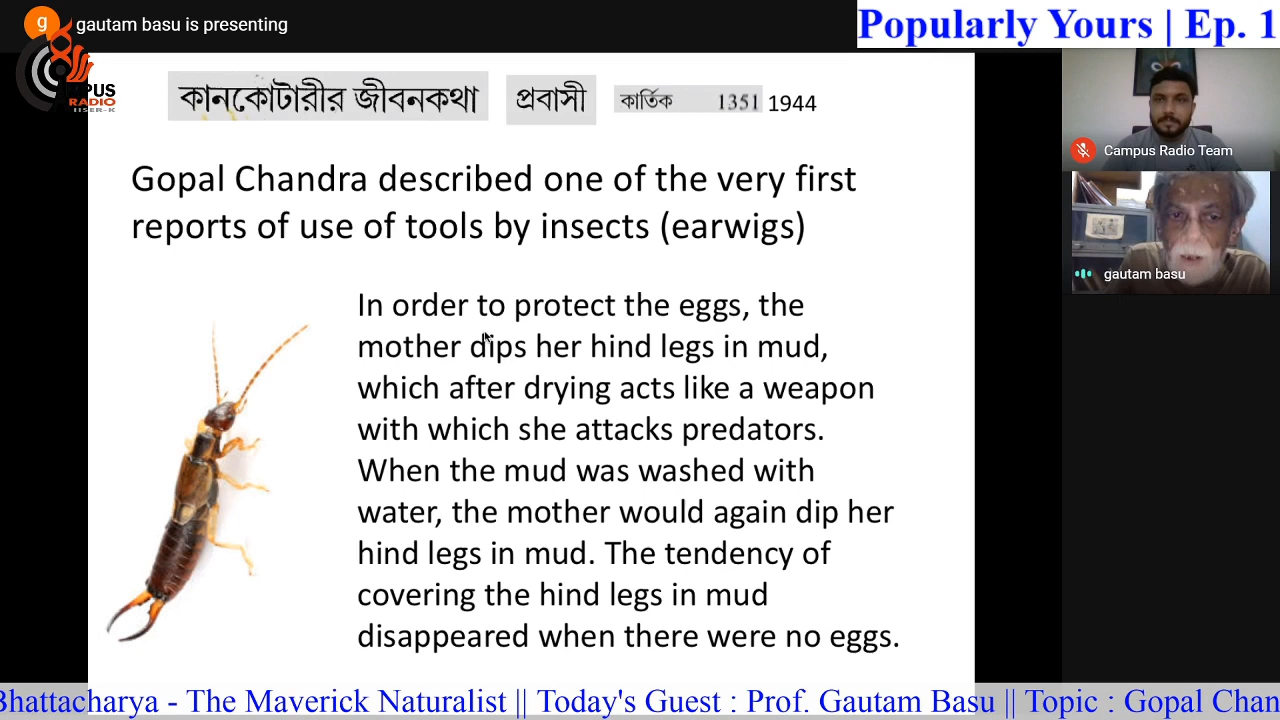 gautam basu is presenting
Popularly Yours | Ep. 1
RADIO
IISER-K
কানকোটারীর জীবনকথা প্রবাসী কার্তিক 1351 1944
Gopal Chandra described one of the very first
reports of use of tools by insects (earwigs)
In order to protect the eggs, the
mother dips her hind legs in mud,
which after drying acts like a weapon
with which she attacks predators.
When the mud was washed with
water, the mother would again dip her
hind legs in mud. The tendency of
covering the hind legs in mud
disappeared when there were no eggs.
Campus Radio Team
gautam basu
Bhattacharya - The Maverick Naturalist || Today's Guest : Prof. Gautam Basu || Topic : Gopal Chan